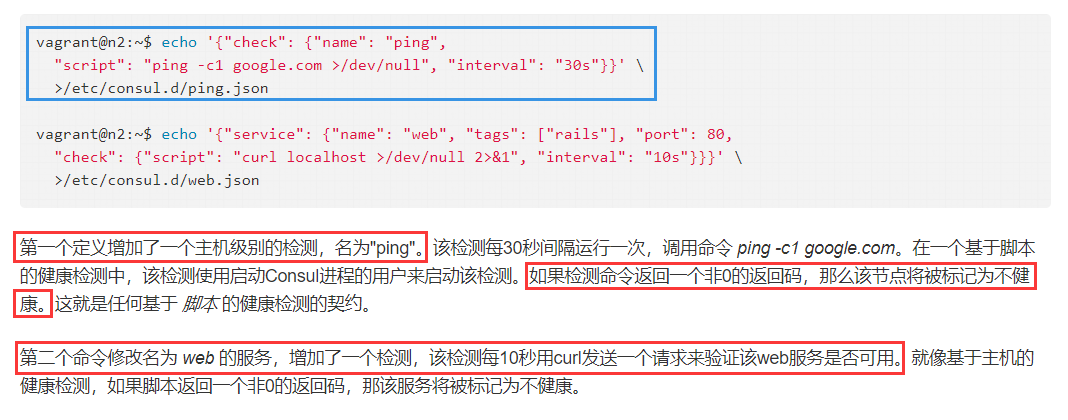 vagrant@n2:~$ echo '{"check": {"name": "ping",
"script": "ping -c1 google.com >/dev/null", "interval": "30s"}}' \
>/etc/consul.d/ping.json
vagrant@n2:~$ echo '{"service": {"name": "web", "tags": ["rails"], "port": 80,
"check": {"script": "curl localhost >/dev/null 2>&1", "interval": "10s"}}}' \
>/etc/consul.d/web.json
第一个定义增加了一个主机级别的检测，名为"ping"。该检测每30秒间隔运行一次，调用命令 ping -c1 google.com。在一个基于脚本
的健康检测中，该检测使用启动Consul进程的用户来启动该检测。如果检测命令返回一个非0的返回码，那么该节点将被标记为不健
康。这就是任何基于 脚本 的健康检测的契约。
第二个命令修改名为 web 的服务，增加了一个检测，该检测每10秒用curl发送一个请求来验证该web服务是否可用。就像基于主机的
健康检测，如果脚本返回一个非0的返回码，那该服务将被标记为不健康。